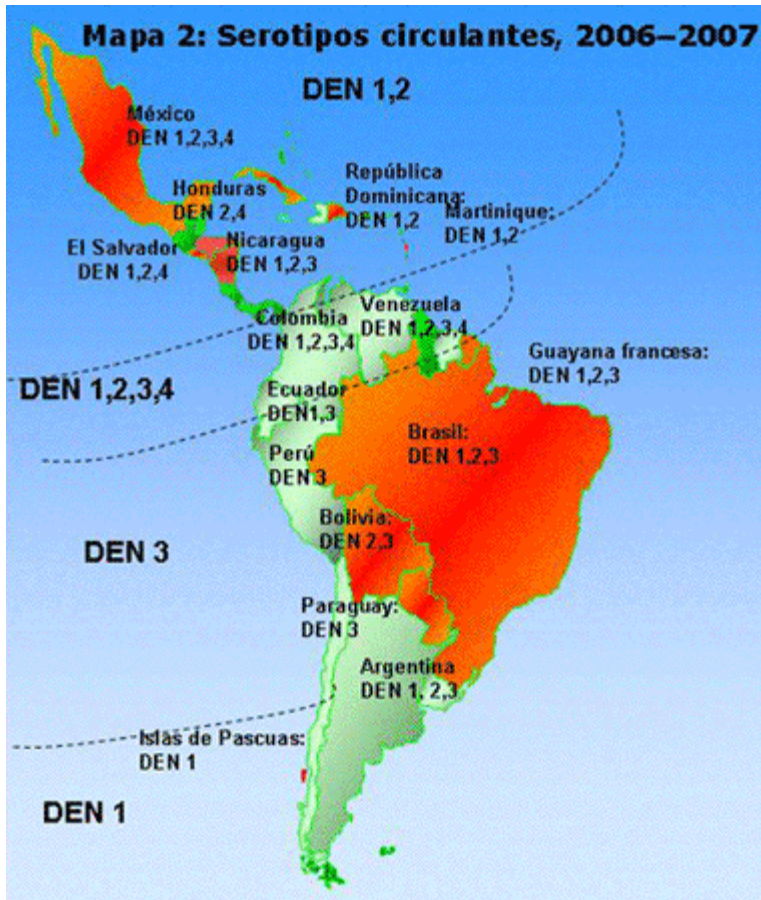 Mapa 2: Serotipos circulantes, 2006–2007
DEN 1,2
México
DEN 1,2,3,4
República
Dominicana:
DEN 1,2
Honduras
DEN 2,4
Martinique:
DEN 1,2
El Salvador
DEN 1,2,4
Nicaragua
DEN 1,2,3
Colombia
DEN 1,2,3,4
Venezuela
DEN 1,2,3,4
Guayana francesa:
DEN 1,2,3
DEN 1,2,3,4
Ecuador
DEN1,3
Brasil:
DEN 1,2,3
Perú
DEN 3
Bolivia:
DEN 2,3
DEN 3
Paraguay:
DEN 3
Argentina
DEN 1, 2,3
Islas de Pascuas:
DEN 1
DEN 1